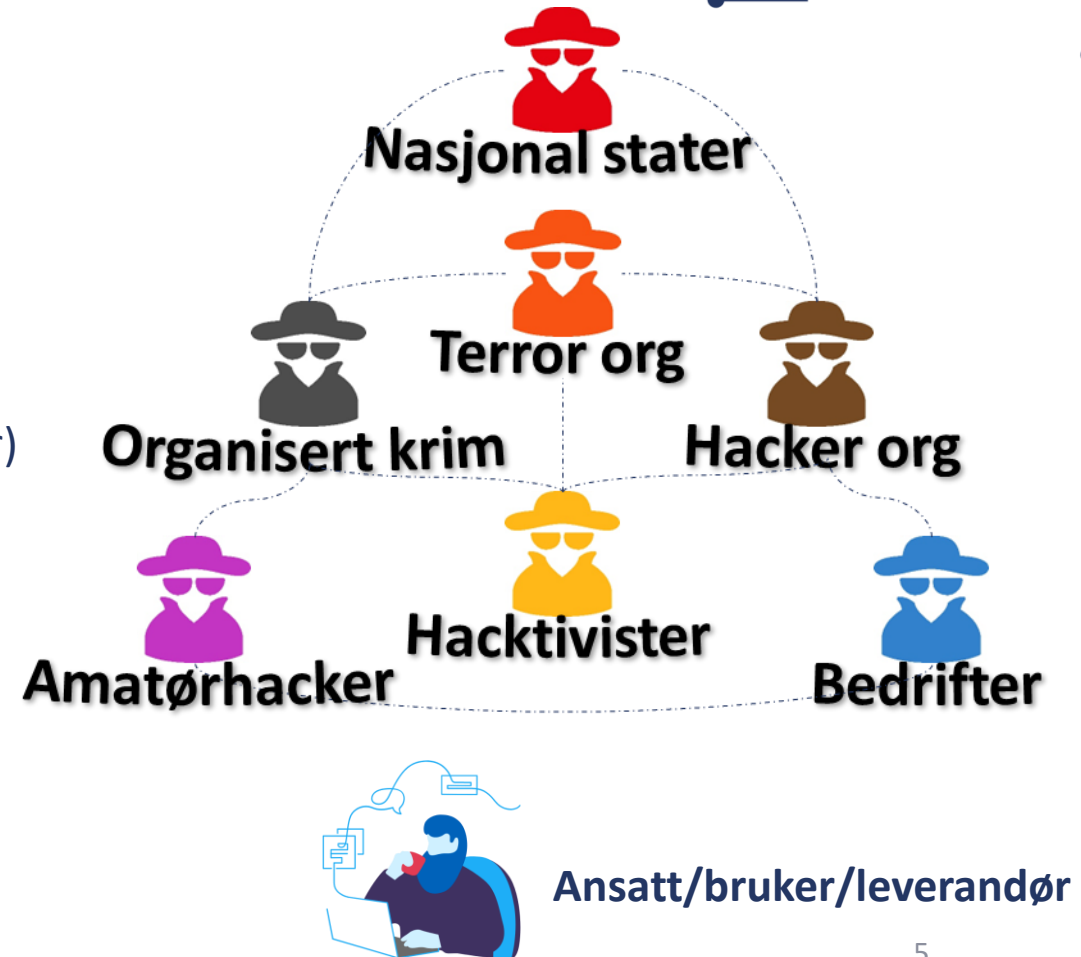 Nasjonal stater
Terror org
Organisert krim
Hacker org
Hacktivister
Amatørhacker
Bedrifter
Ansatt/bruker/leverandør
5